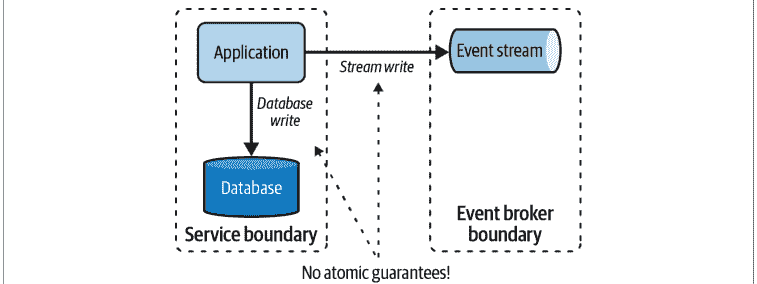 Application
Event stream
Stream write
Database
write
Database
Service boundary
Event broker
boundary
No atomic guarantees!